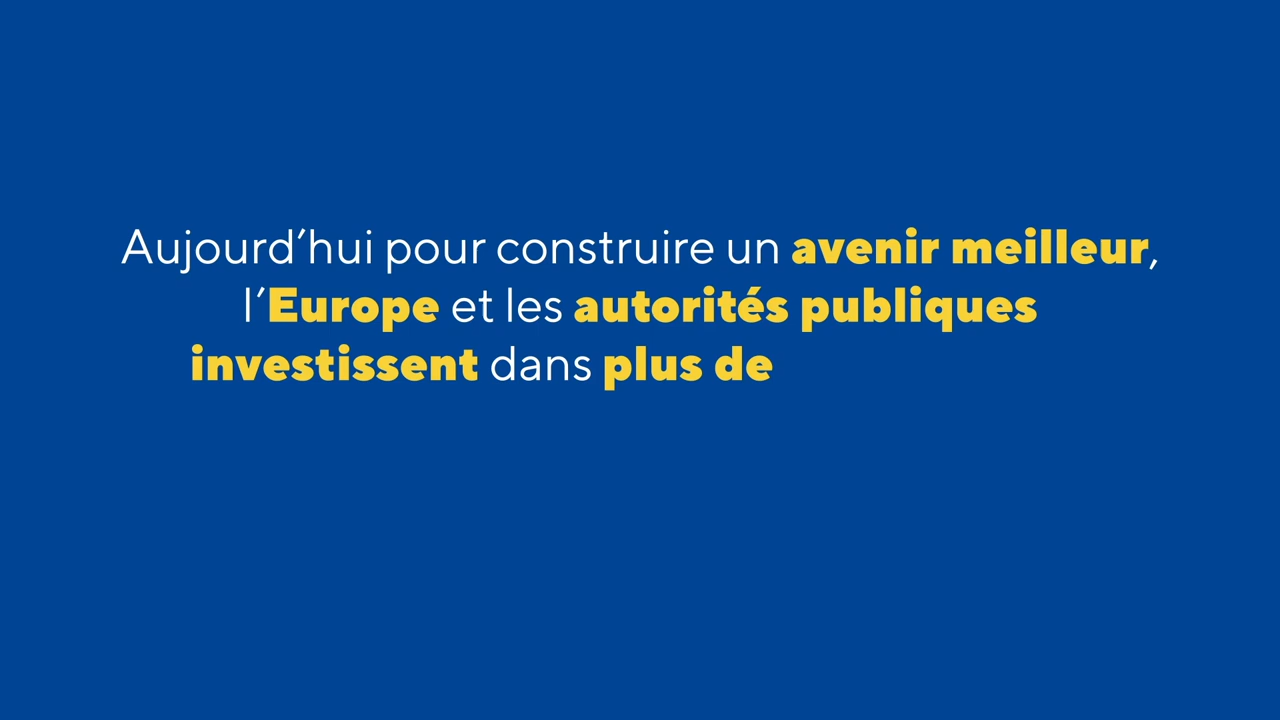 Aujourd’hui pour construire un avenir meilleur,
l’Europe et les autorités publiques
investissent dans plus de